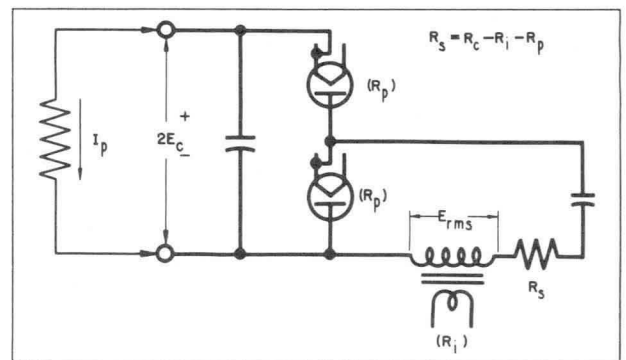 R_s = R_c - R_i - R_p
(R_p)
I_p
+
2E_c
-
(R_p)
E_rms
R_s
(R_i)